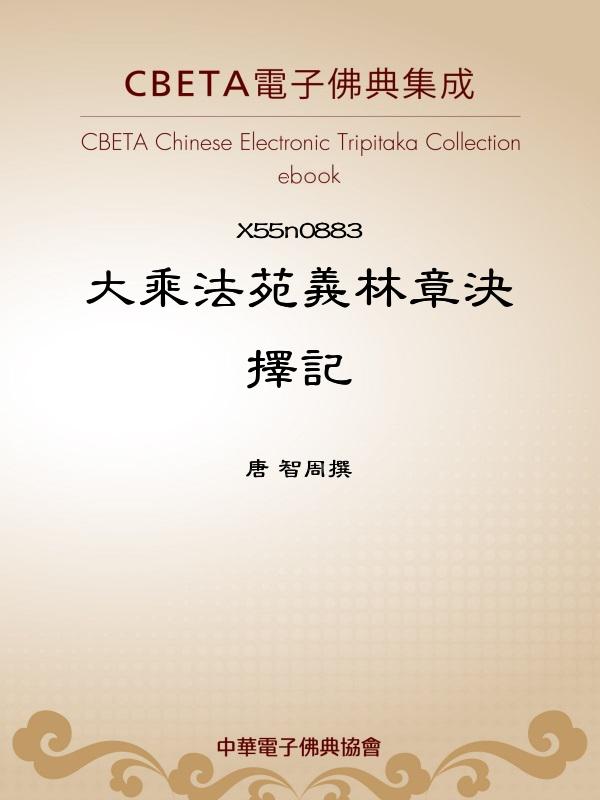 CBETA電子佛典集成
CBETA Chinese Electronic Tripitaka Collection
ebook
X55n0883
大乘法苑義林章決
擇記
唐 智周撰
中華電子佛典協會